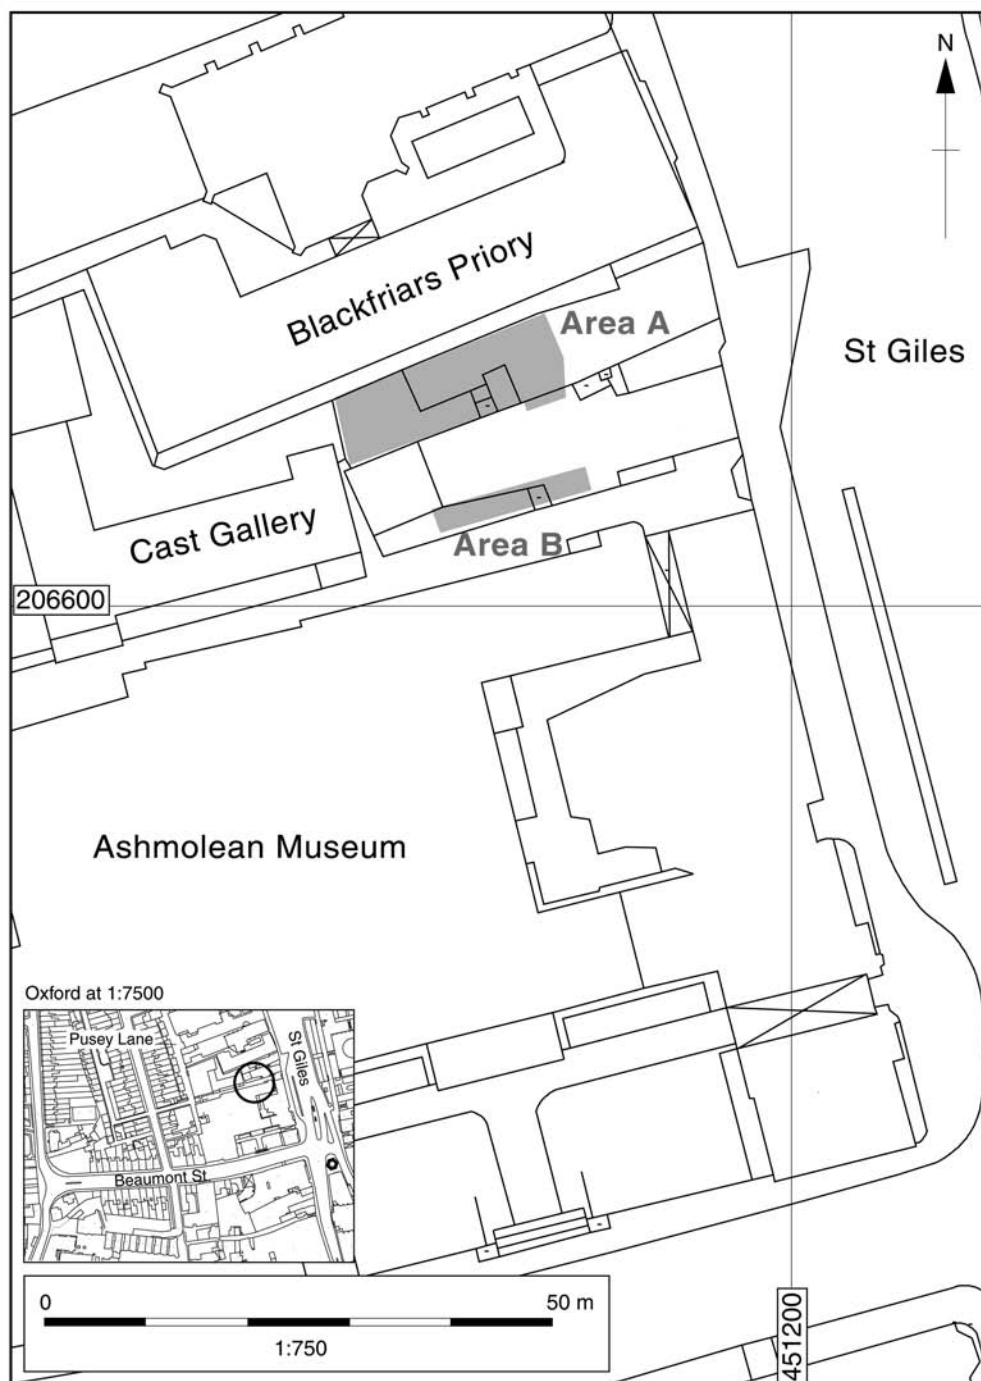 N
Blackfriars Priory
Area A
St Giles
Cast Gallery
Area B
206600
Ashmolean Museum
Oxford at 1:7500
Pusey Lane
St Giles
Beaumont St
0
50 m
1:750
451200